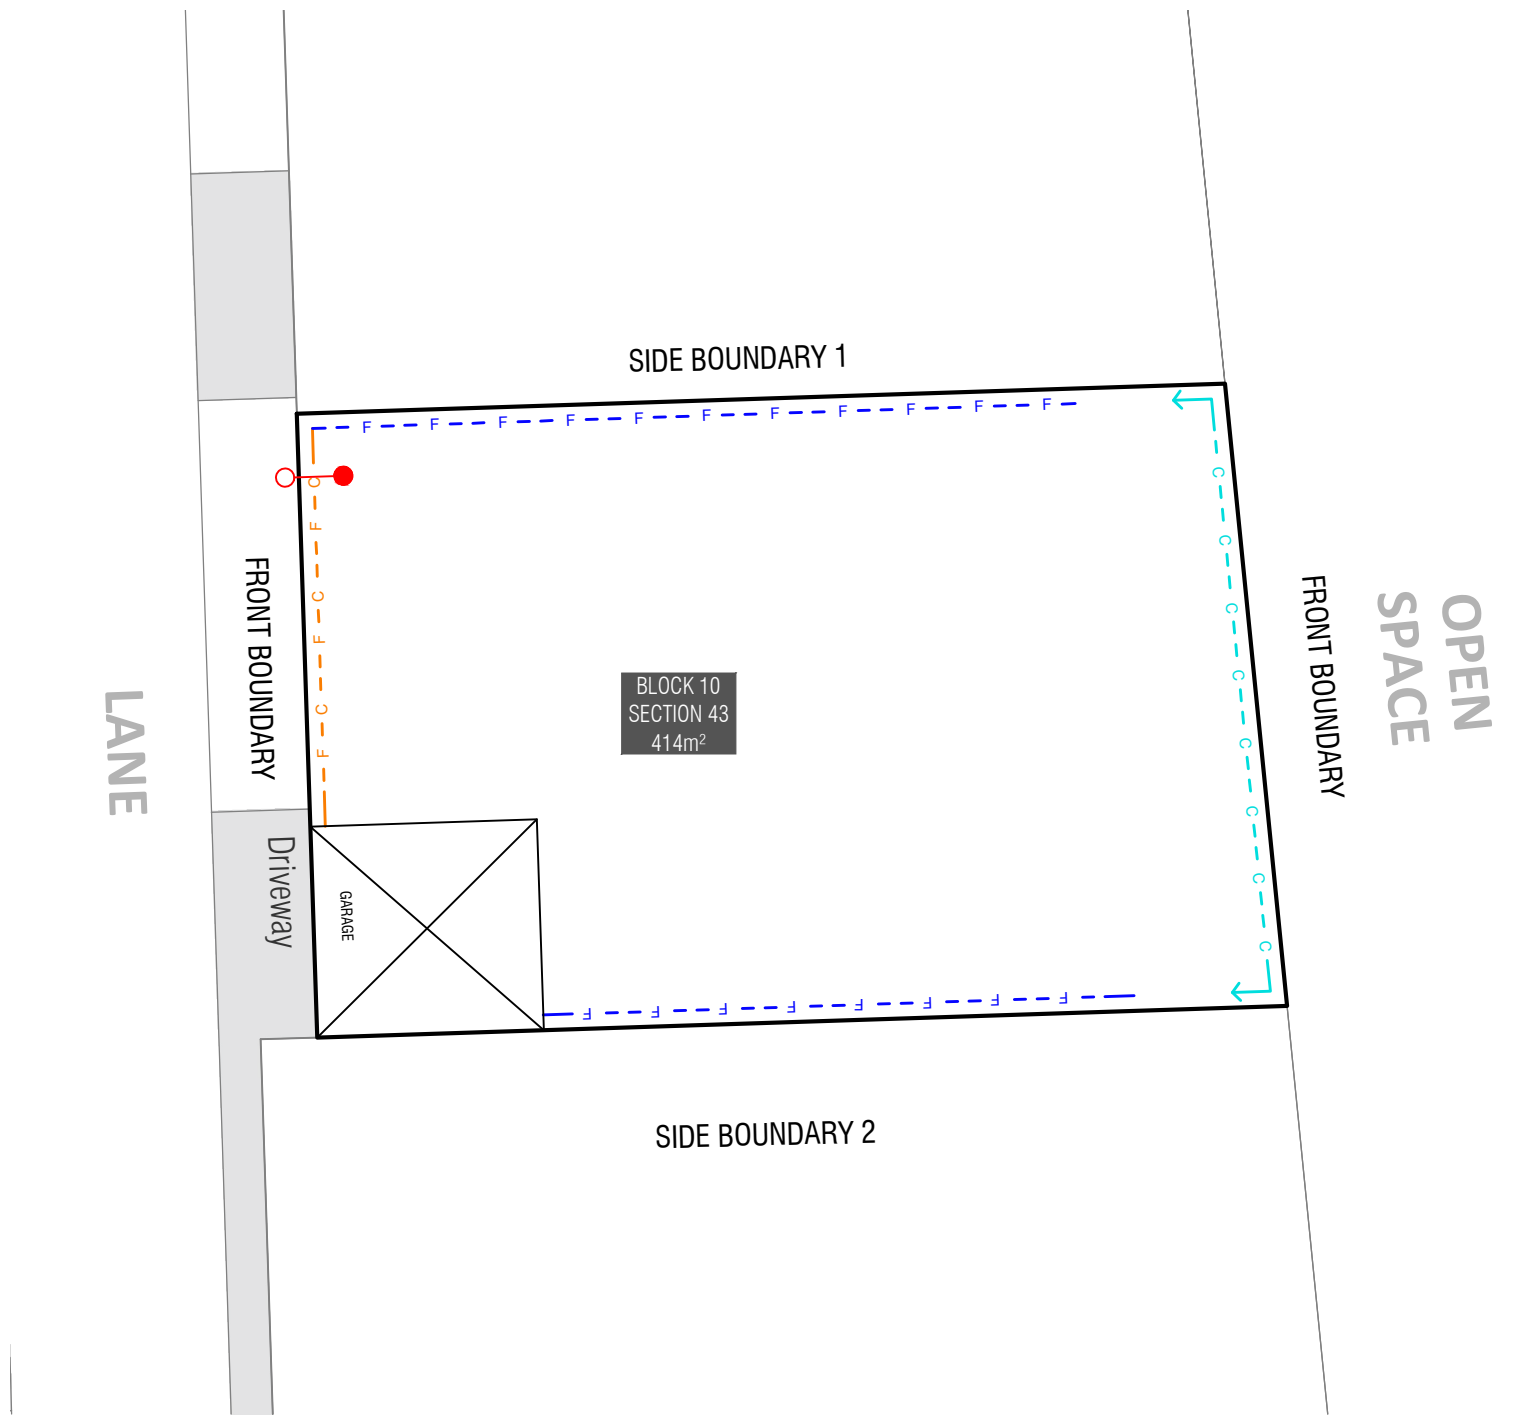 SIDE BOUNDARY 1
F F F F F F F F F F F
C F C F C F
C C C C C C C C
FRONT BOUNDARY
BLOCK 10
SECTION 43
414m²
FRONT BOUNDARY
OPEN
SPACE
LANE
Driveway
GARAGE
F F F F F F F F
SIDE BOUNDARY 2